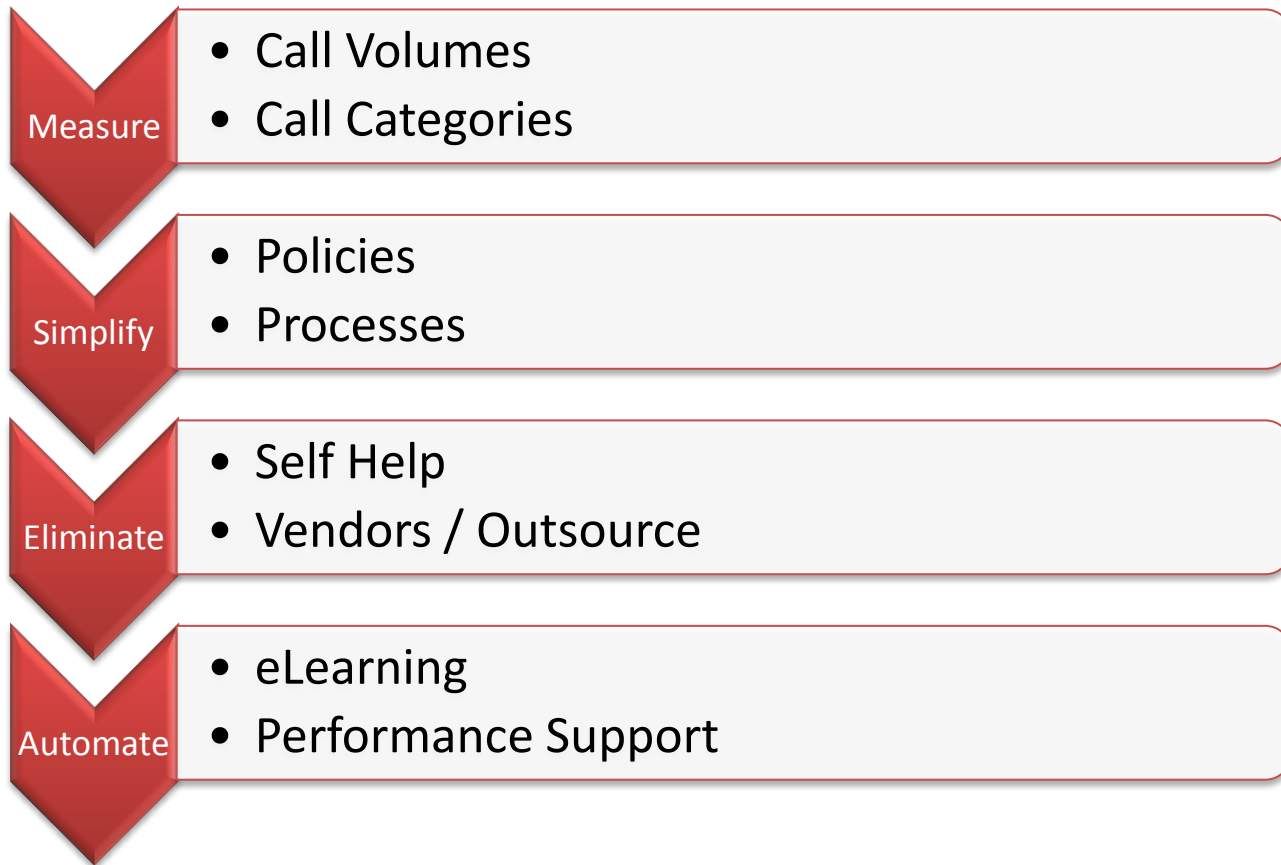 Measure
• Call Volumes
• Call Categories
Simplify
• Policies
• Processes
Eliminate
• Self Help
• Vendors / Outsource
Automate
• eLearning
• Performance Support